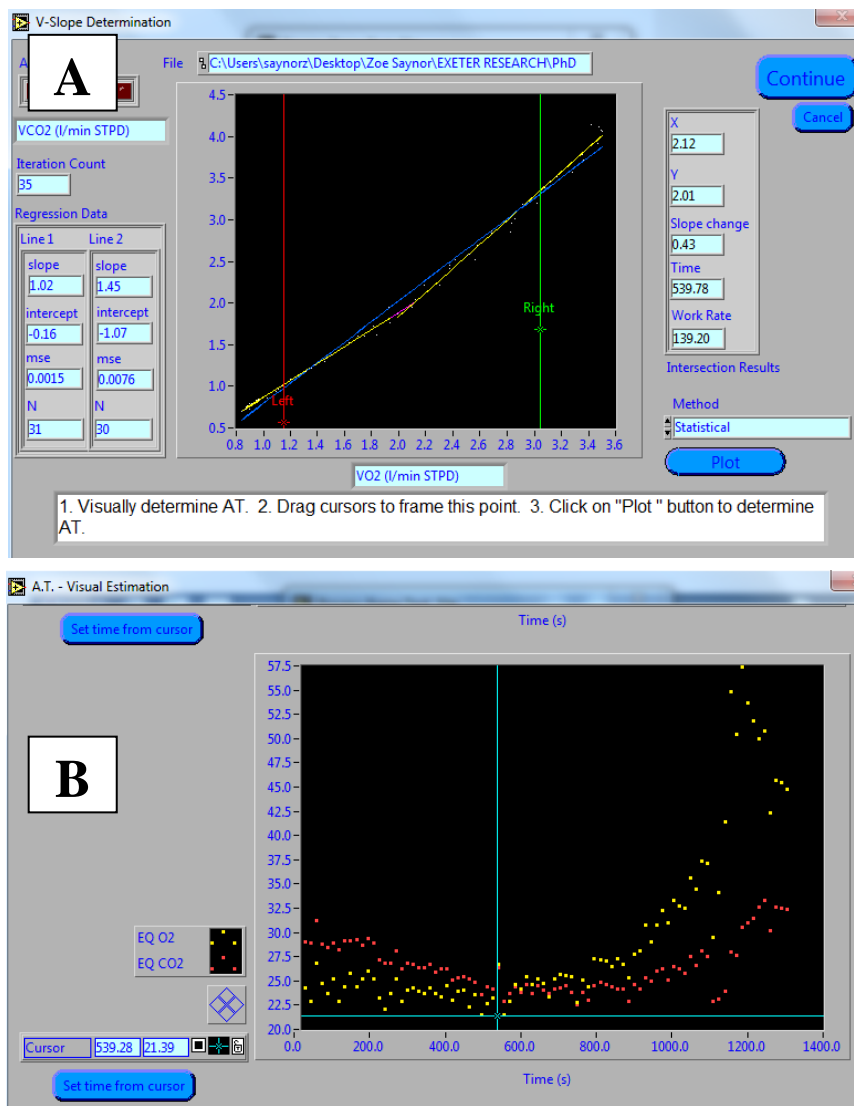 V-Slope Determination
A
File
C:\Users\saynorz\Desktop\Zoe Saynor\EXETER RESEARCH\PhD
Continue
Cancel
VCO2 (l/min STPD)
Iteration Count
35
Regression Data
Line 1 Line 2
slope slope
1.02 1.45
intercept intercept
-0.16 -1.07
mse mse
0.0015 0.0076
N N
31 30
4.5
4.0
3.5
3.0
2.5
2.0
1.5
1.0
0.5
Left
Right
0.8 1.0 1.2 1.4 1.6 1.8 2.0 2.2 2.4 2.6 2.8 3.0 3.2 3.4 3.6
VO2 (l/min STPD)
X
2.12
Y
2.01
Slope change
0.43
Time
539.78
Work Rate
139.20
Intersection Results
Method
Statistical
Plot
1. Visually determine AT. 2. Drag cursors to frame this point. 3. Click on "Plot " button to determine
AT.
A.T. - Visual Estimation
Set time from cursor
Time (s)
B
57.5
55.0
52.5
50.0
47.5
45.0
42.5
40.0
37.5
35.0
32.5
30.0
27.5
25.0
22.5
20.0
0.0 200.0 400.0 600.0 800.0 1000.0 1200.0 1400.0
Time (s)
EQ O2
EQ CO2
Cursor 539.28 21.39
Set time from cursor